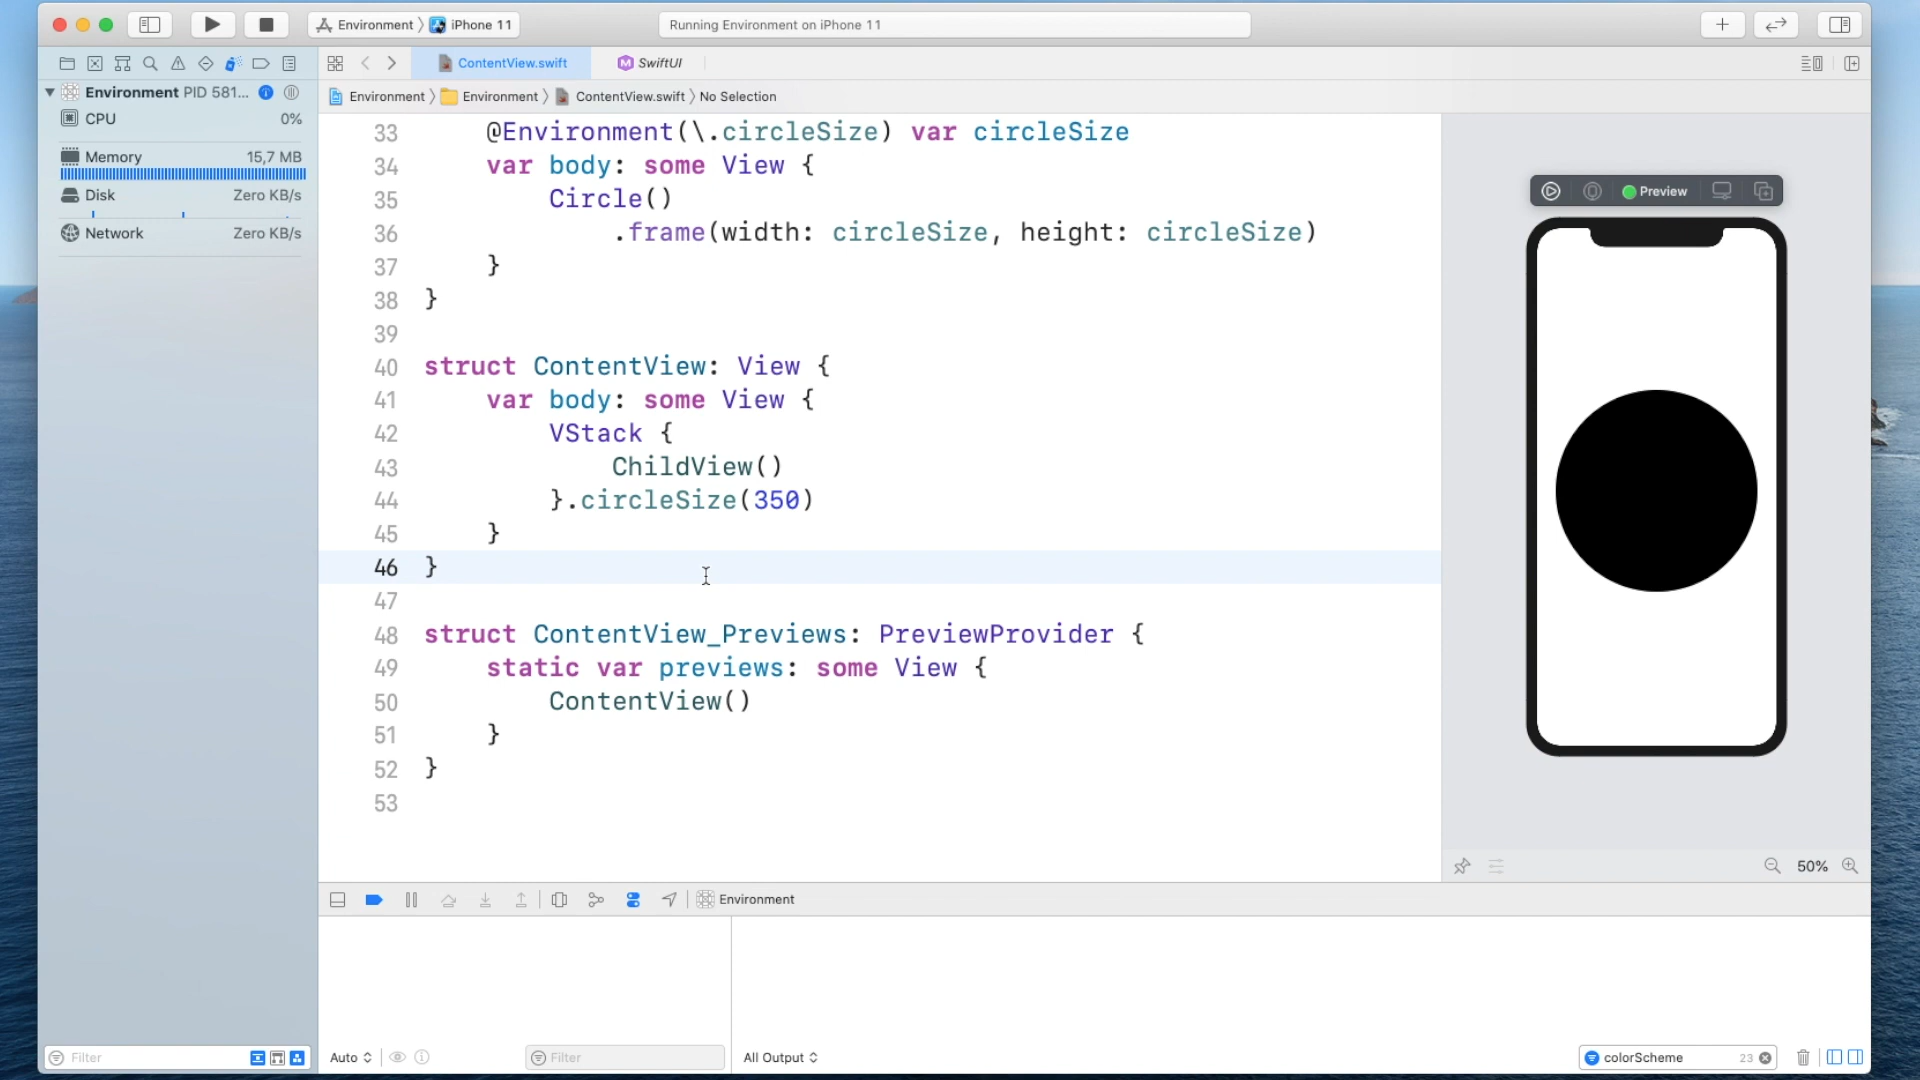 Environment 〉 iPhone 11
Running Environment on iPhone 11
ContentView.swift
SwiftUI
Environment PID 581...
Environment 〉 Environment 〉 ContentView.swift 〉 No Selection
CPU 0%
Memory 15,7 MB
Disk Zero KB/s
Network Zero KB/s
33 @Environment(\.circleSize) var circleSize
34 var body: some View {
35 Circle()
36 .frame(width: circleSize, height: circleSize)
37 }
38 }
39
40 struct ContentView: View {
41 var body: some View {
42 VStack {
43 ChildView()
44 }.circleSize(350)
45 }
46 }
47
48 struct ContentView_Previews: PreviewProvider {
49 static var previews: some View {
50 ContentView()
51 }
52 }
53
Preview
50%
Environment
Filter
Auto
Filter
All Output
colorScheme 23